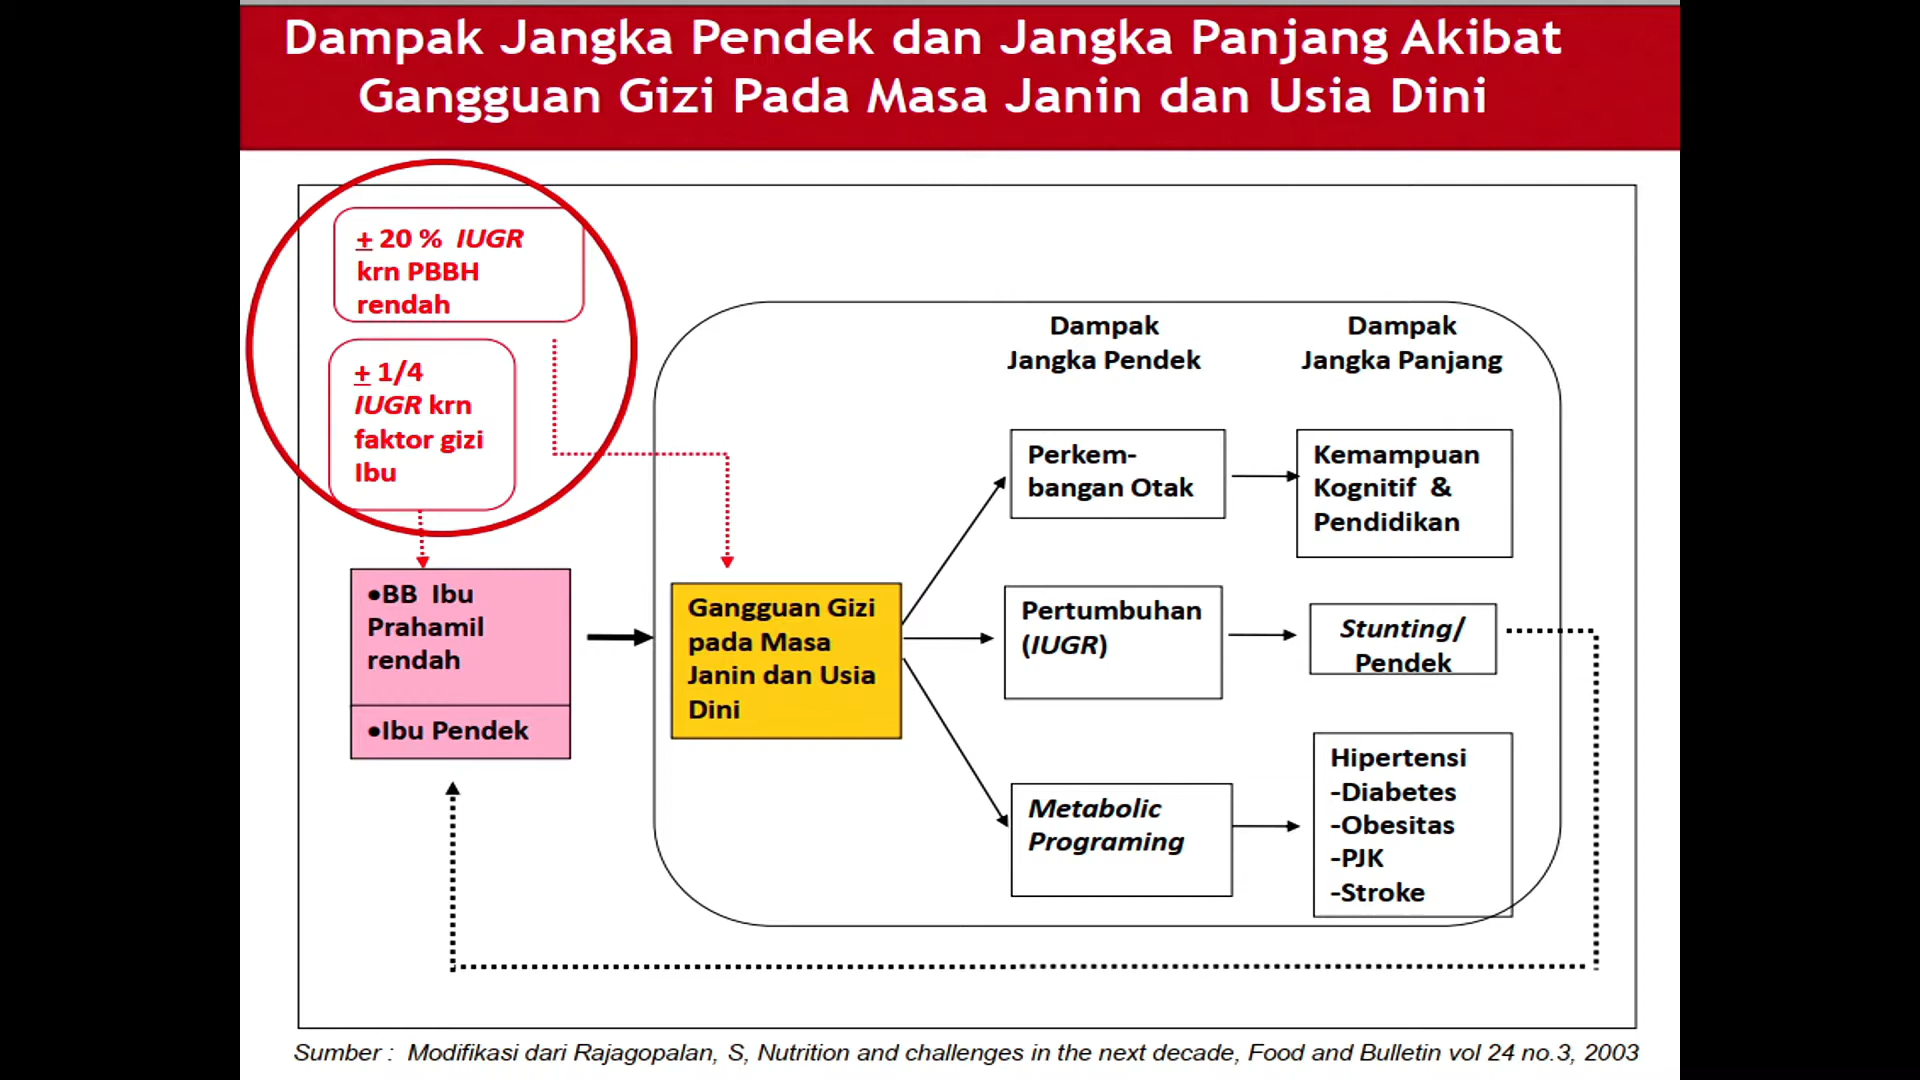 Dampak Jangka Pendek dan Jangka Panjang Akibat
Gangguan Gizi Pada Masa Janin dan Usia Dini
+ 20 % IUGR
krn PBBH
rendah
+ 1/4
IUGR krn
faktor gizi
Ibu
•BB Ibu
Prahamil
rendah
•Ibu Pendek
Gangguan Gizi
pada Masa
Janin dan Usia
Dini
Dampak
Jangka Pendek
Perkem-
bangan Otak
Pertumbuhan
(IUGR)
Metabolic
Programing
Dampak
Jangka Panjang
Kemampuan
Kognitif &
Pendidikan
Stunting/
Pendek
Hipertensi
-Diabetes
-Obesitas
-PJK
-Stroke
Sumber : Modifikasi dari Rajagopalan, S, Nutrition and challenges in the next decade, Food and Bulletin vol 24 no.3, 2003